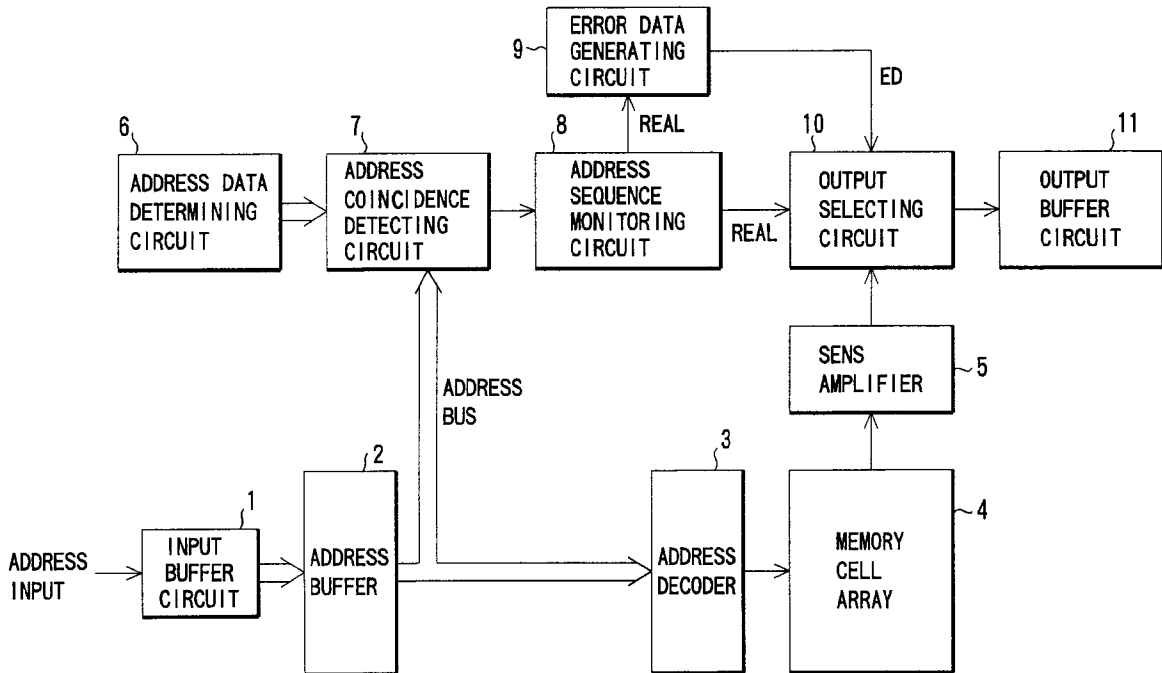 9
ERROR DATA
GENERATING
CIRCUIT
ED
REAL
6
ADDRESS DATA
DETERMINING
CIRCUIT
7
ADDRESS
COINCIDENCE
DETECTING
CIRCUIT
8
ADDRESS
SEQUENCE
MONITORING
CIRCUIT
REAL
10
OUTPUT
SELECTING
CIRCUIT
11
OUTPUT
BUFFER
CIRCUIT
SENS
AMPLIFIER
5
ADDRESS
BUS
ADDRESS
INPUT
1
INPUT
BUFFER
CIRCUIT
2
ADDRESS
BUFFER
3
ADDRESS
DECODER
4
MEMORY
CELL
ARRAY